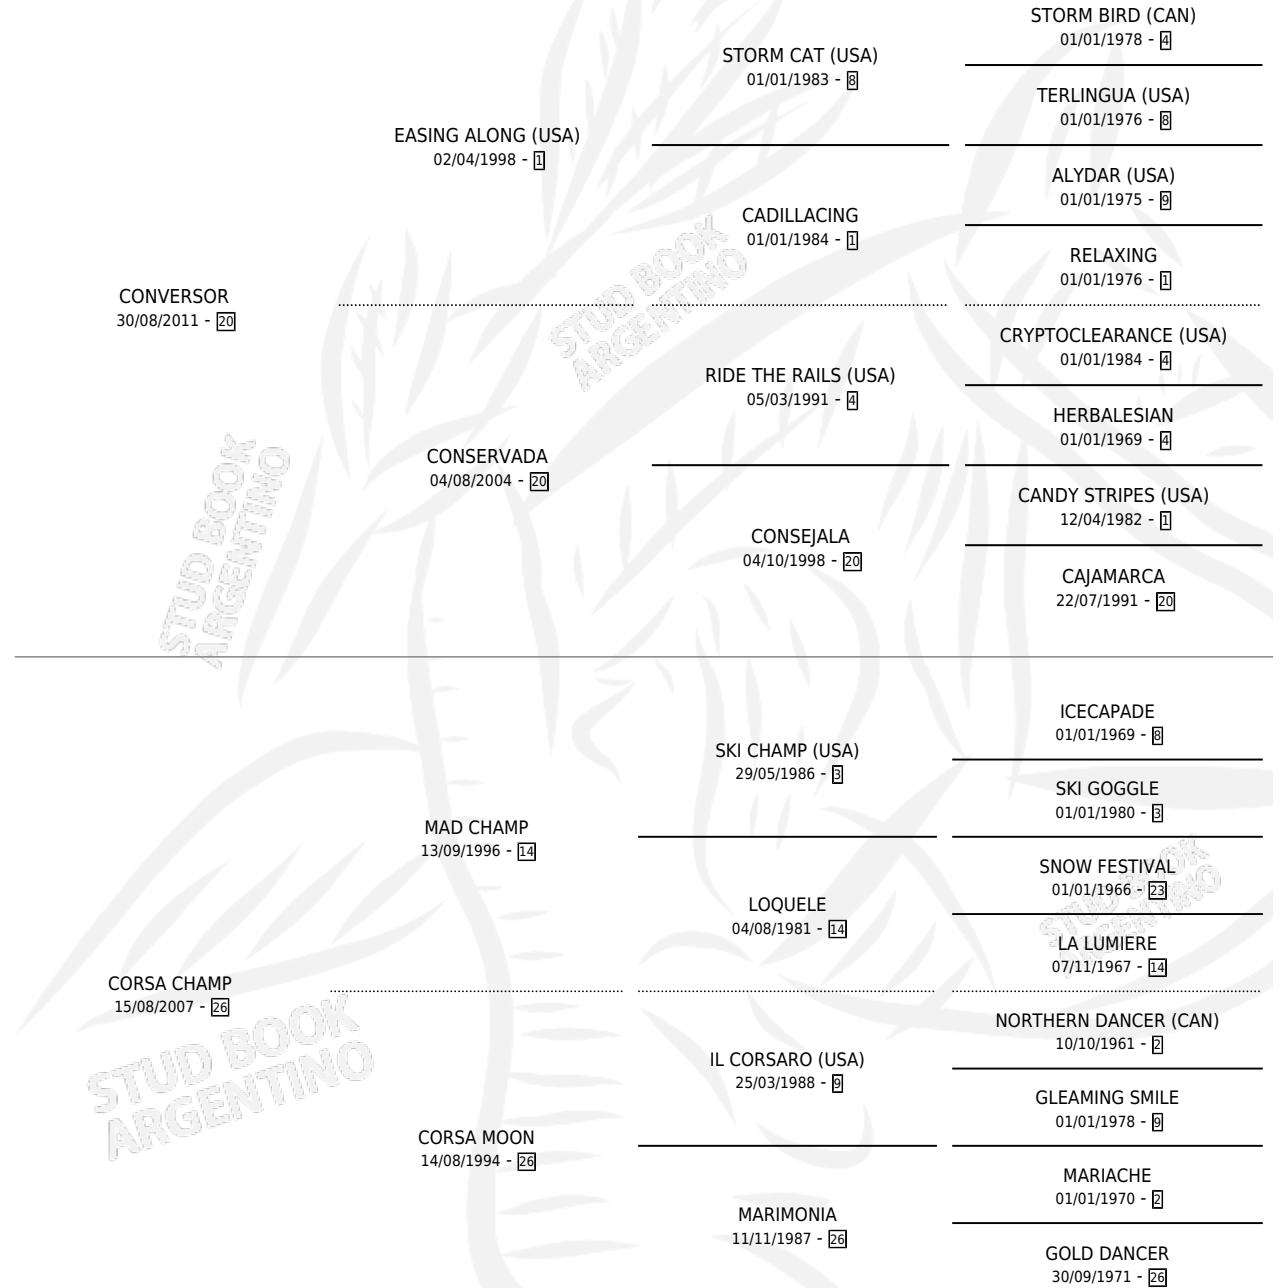 STORM BIRD (CAN)
01/01/1978 - 4
STORM CAT (USA)
01/01/1983 - 8
TERLINGUA (USA)
01/01/1976 - 8
EASING ALONG (USA)
02/04/1998 - 1
ALYDAR (USA)
01/01/1975 - 9
CADILLACING
01/01/1984 - 1
RELAXING
01/01/1976 - 1
CONVERSOR
30/08/2011 - 20
CRYPTOCLEARANCE (USA)
01/01/1984 - 4
RIDE THE RAILS (USA)
05/03/1991 - 4
HERBALESIAN
01/01/1969 - 4
CONSERVADA
04/08/2004 - 20
CANDY STRIPES (USA)
12/04/1982 - 1
CONSEJALA
04/10/1998 - 20
CAJAMARCA
22/07/1991 - 20
STUD BOOK
ARGENTINO
STUD BOOK
ARGENTINO
ICECAPADE
01/01/1969 - 8
SKI CHAMP (USA)
29/05/1986 - 3
SKI GOGGLE
01/01/1980 - 3
MAD CHAMP
13/09/1996 - 14
SNOW FESTIVAL
01/01/1966 - 23
LOQUELE
04/08/1981 - 14
LA LUMIERE
07/11/1967 - 14
CORSA CHAMP
15/08/2007 - 26
NORTHERN DANCER (CAN)
10/10/1961 - 2
IL CORSARO (USA)
25/03/1988 - 9
GLEAMING SMILE
01/01/1978 - 9
CORSA MOON
14/08/1994 - 26
MARIACHE
01/01/1970 - 2
MARIMONIA
11/11/1987 - 26
GOLD DANCER
30/09/1971 - 26
STUD BOOK
ARGENTINO
STUD BOOK
ARGENTINO